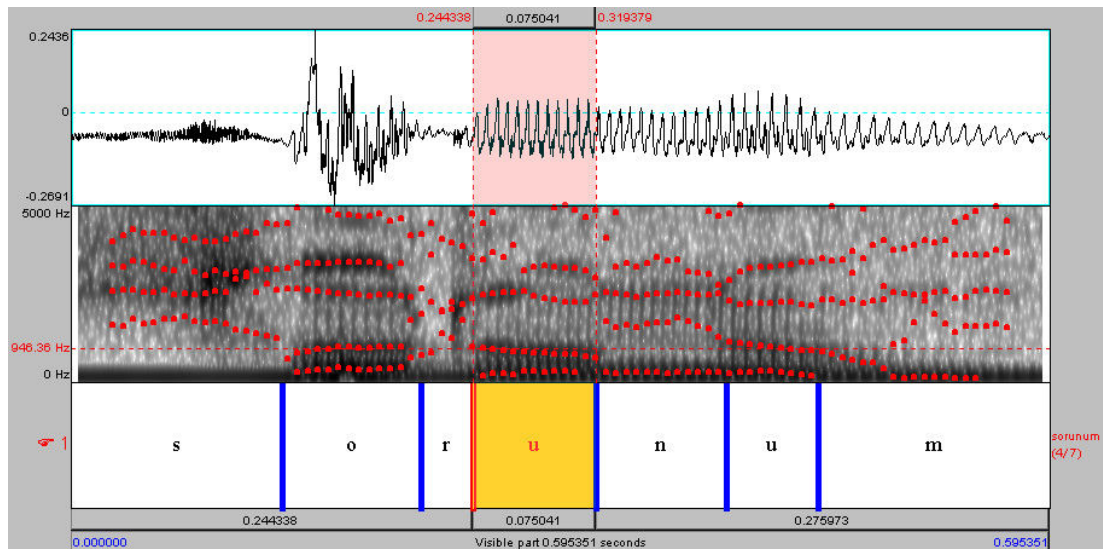 0.244338 0.075041 0.319379
0.2436
0
-0.2691
5000 Hz
946.36 Hz
0 Hz
1 s o r u n u m sorunum
(4/7)
0.244338 0.075041 0.275973
0.000000 Visible part 0.595351 seconds 0.595351